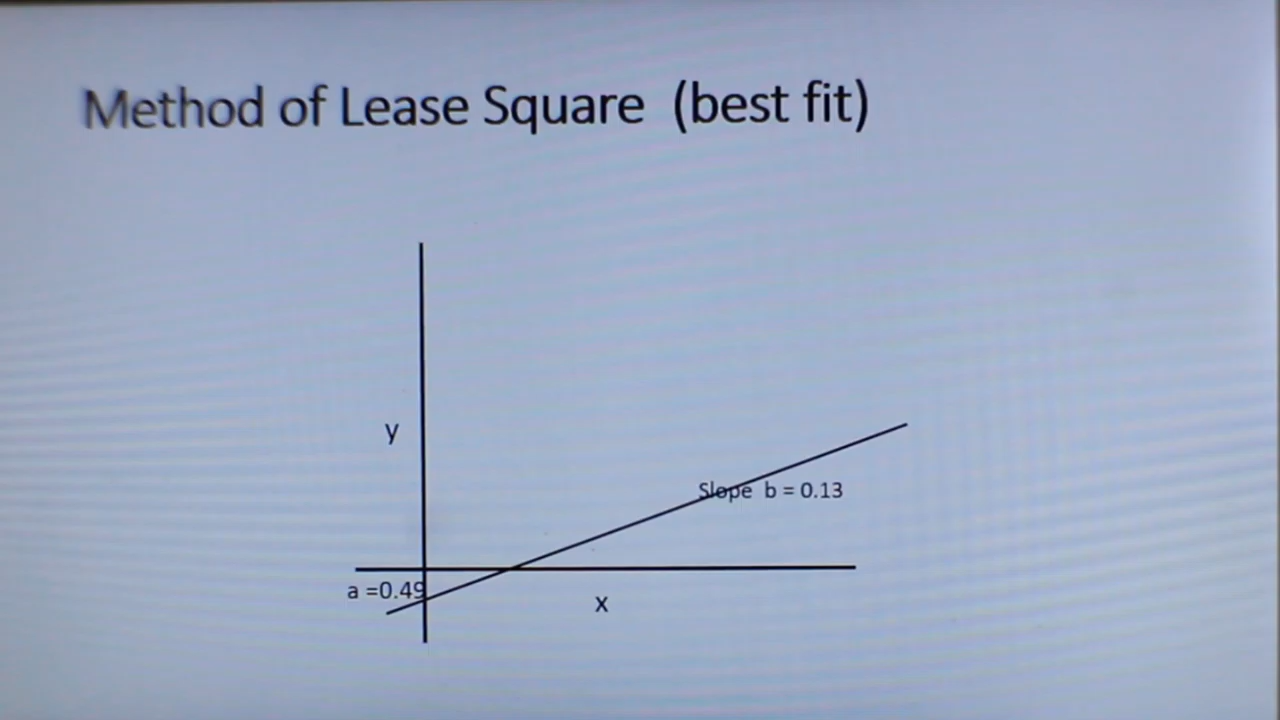 Method of Lease Square (best fit)
y
Slope b = 0.13
a =0.49
x